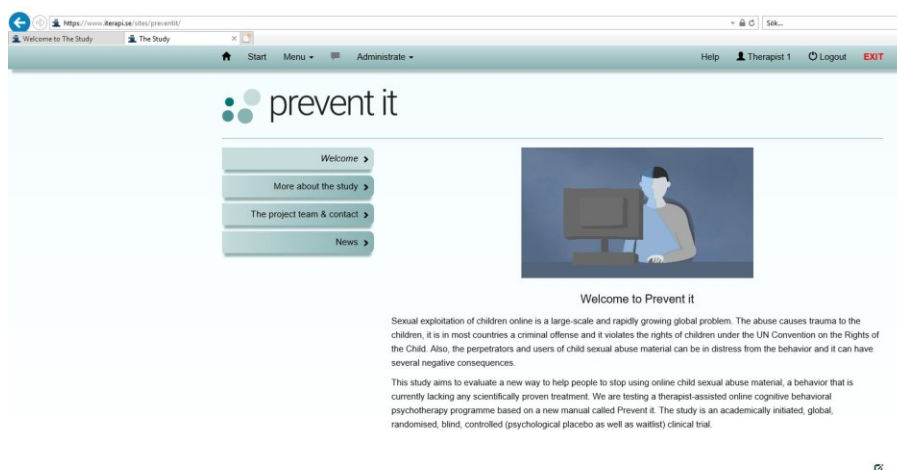 https://www.iterapi.se/sites/preventit/
Sök...
Welcome to The Study
The Study
Start Menu Administrate Help Therapist 1 Logout EXIT
prevent it
Welcome
More about the study
The project team & contact
News
Welcome to Prevent it
Sexual exploitation of children online is a large-scale and rapidly growing global problem. The abuse causes trauma to the
children, it is in most countries a criminal offense and it violates the rights of children under the UN Convention on the Rights of
the Child. Also, the perpetrators and users of child sexual abuse material can be in distress from the behavior and it can have
several negative consequences.
This study aims to evaluate a new way to help people to stop using online child sexual abuse material, a behavior that is
currently lacking any scientifically proven treatment. We are testing a therapist-assisted online cognitive behavioral
psychotherapy programme based on a new manual called Prevent it. The study is an academically initiated, global,
randomised, blind, controlled (psychological placebo as well as waitlist) clinical trial.